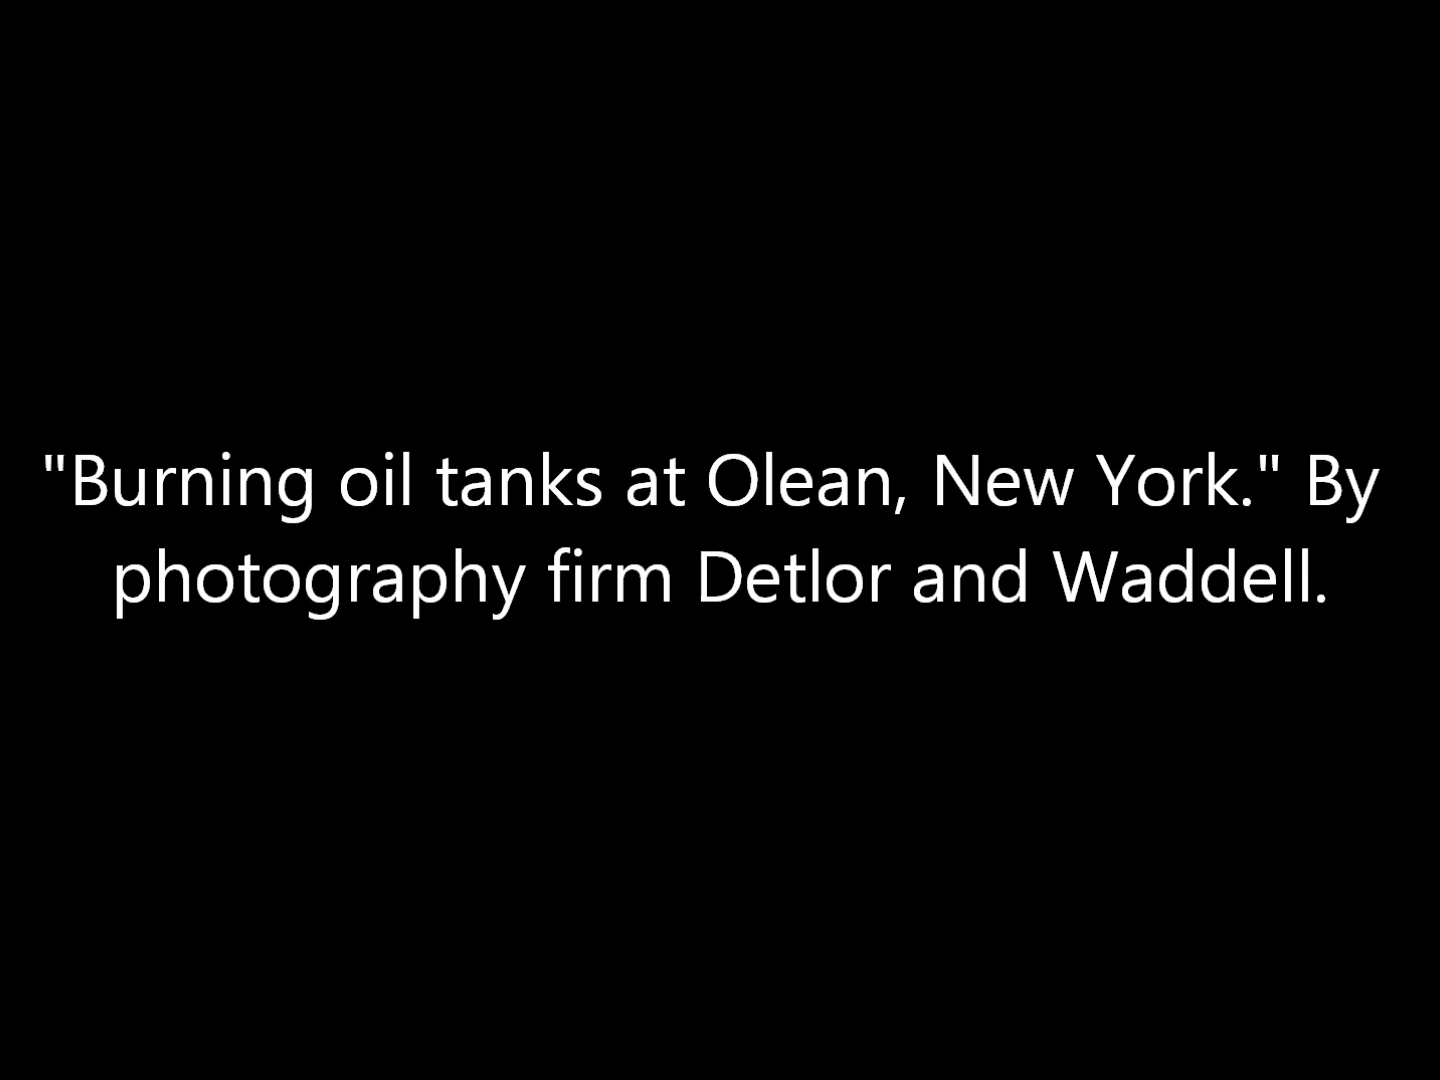 "Burning oil tanks at Olean, New York." By
photography firm Detlor and Waddell.